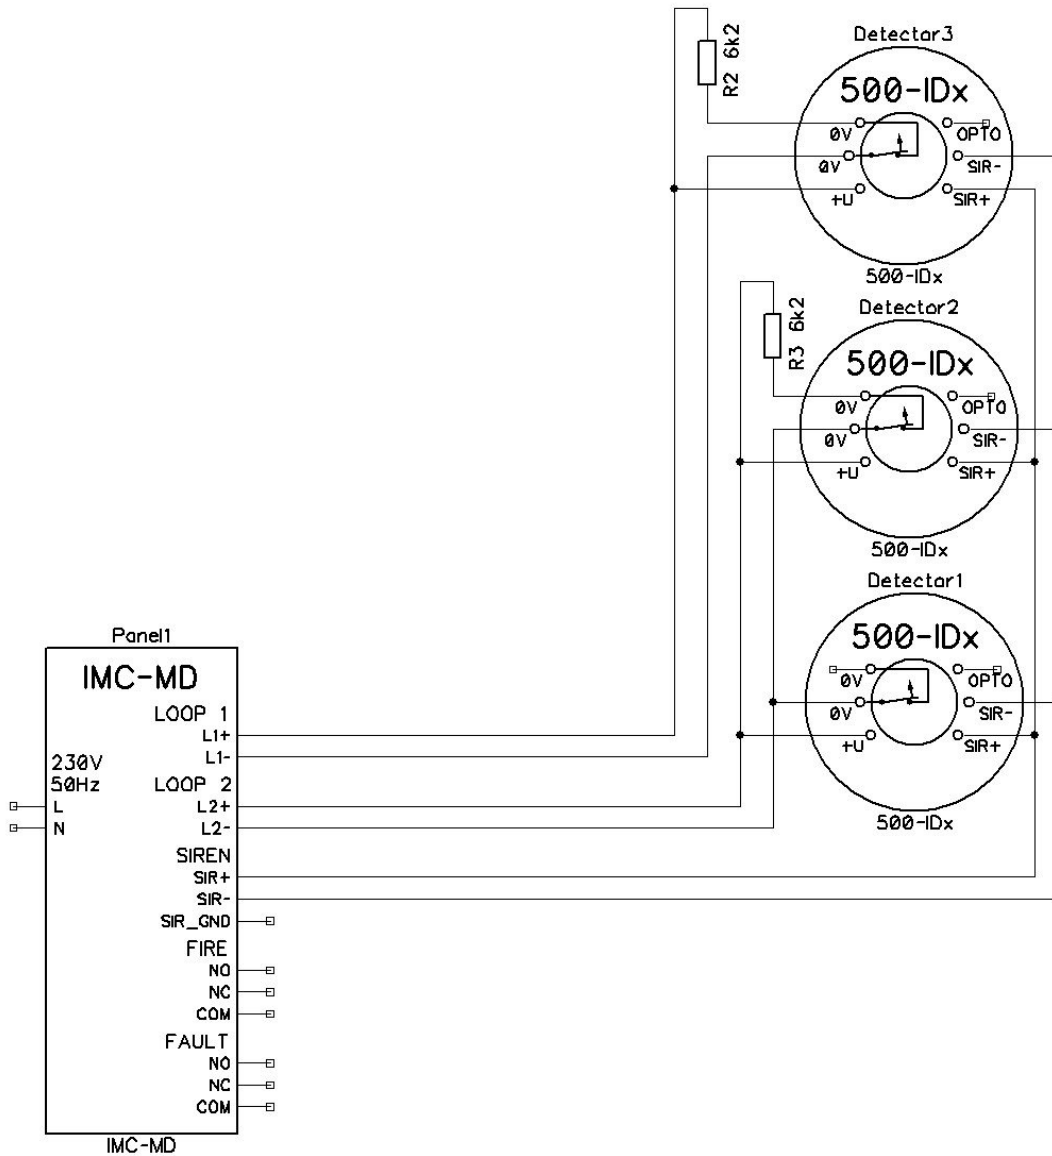 Detector3
500-IDx
R2 6k2
0V
OPTO
0V
SIR-
+U
SIR+
500-IDx
Detector2
500-IDx
R3 6k2
0V
OPTO
0V
SIR-
+U
SIR+
500-IDx
Detector1
500-IDx
0V
OPTO
0V
SIR-
+U
SIR+
500-IDx
Panel1
IMC-MD
LOOP 1
L1+
L1-
230V
50Hz
LOOP 2
L
L2+
N
L2-
SIREN
SIR+
SIR-
SIR_GND
FIRE
NO
NC
COM
FAULT
NO
NC
COM
IMC-MD